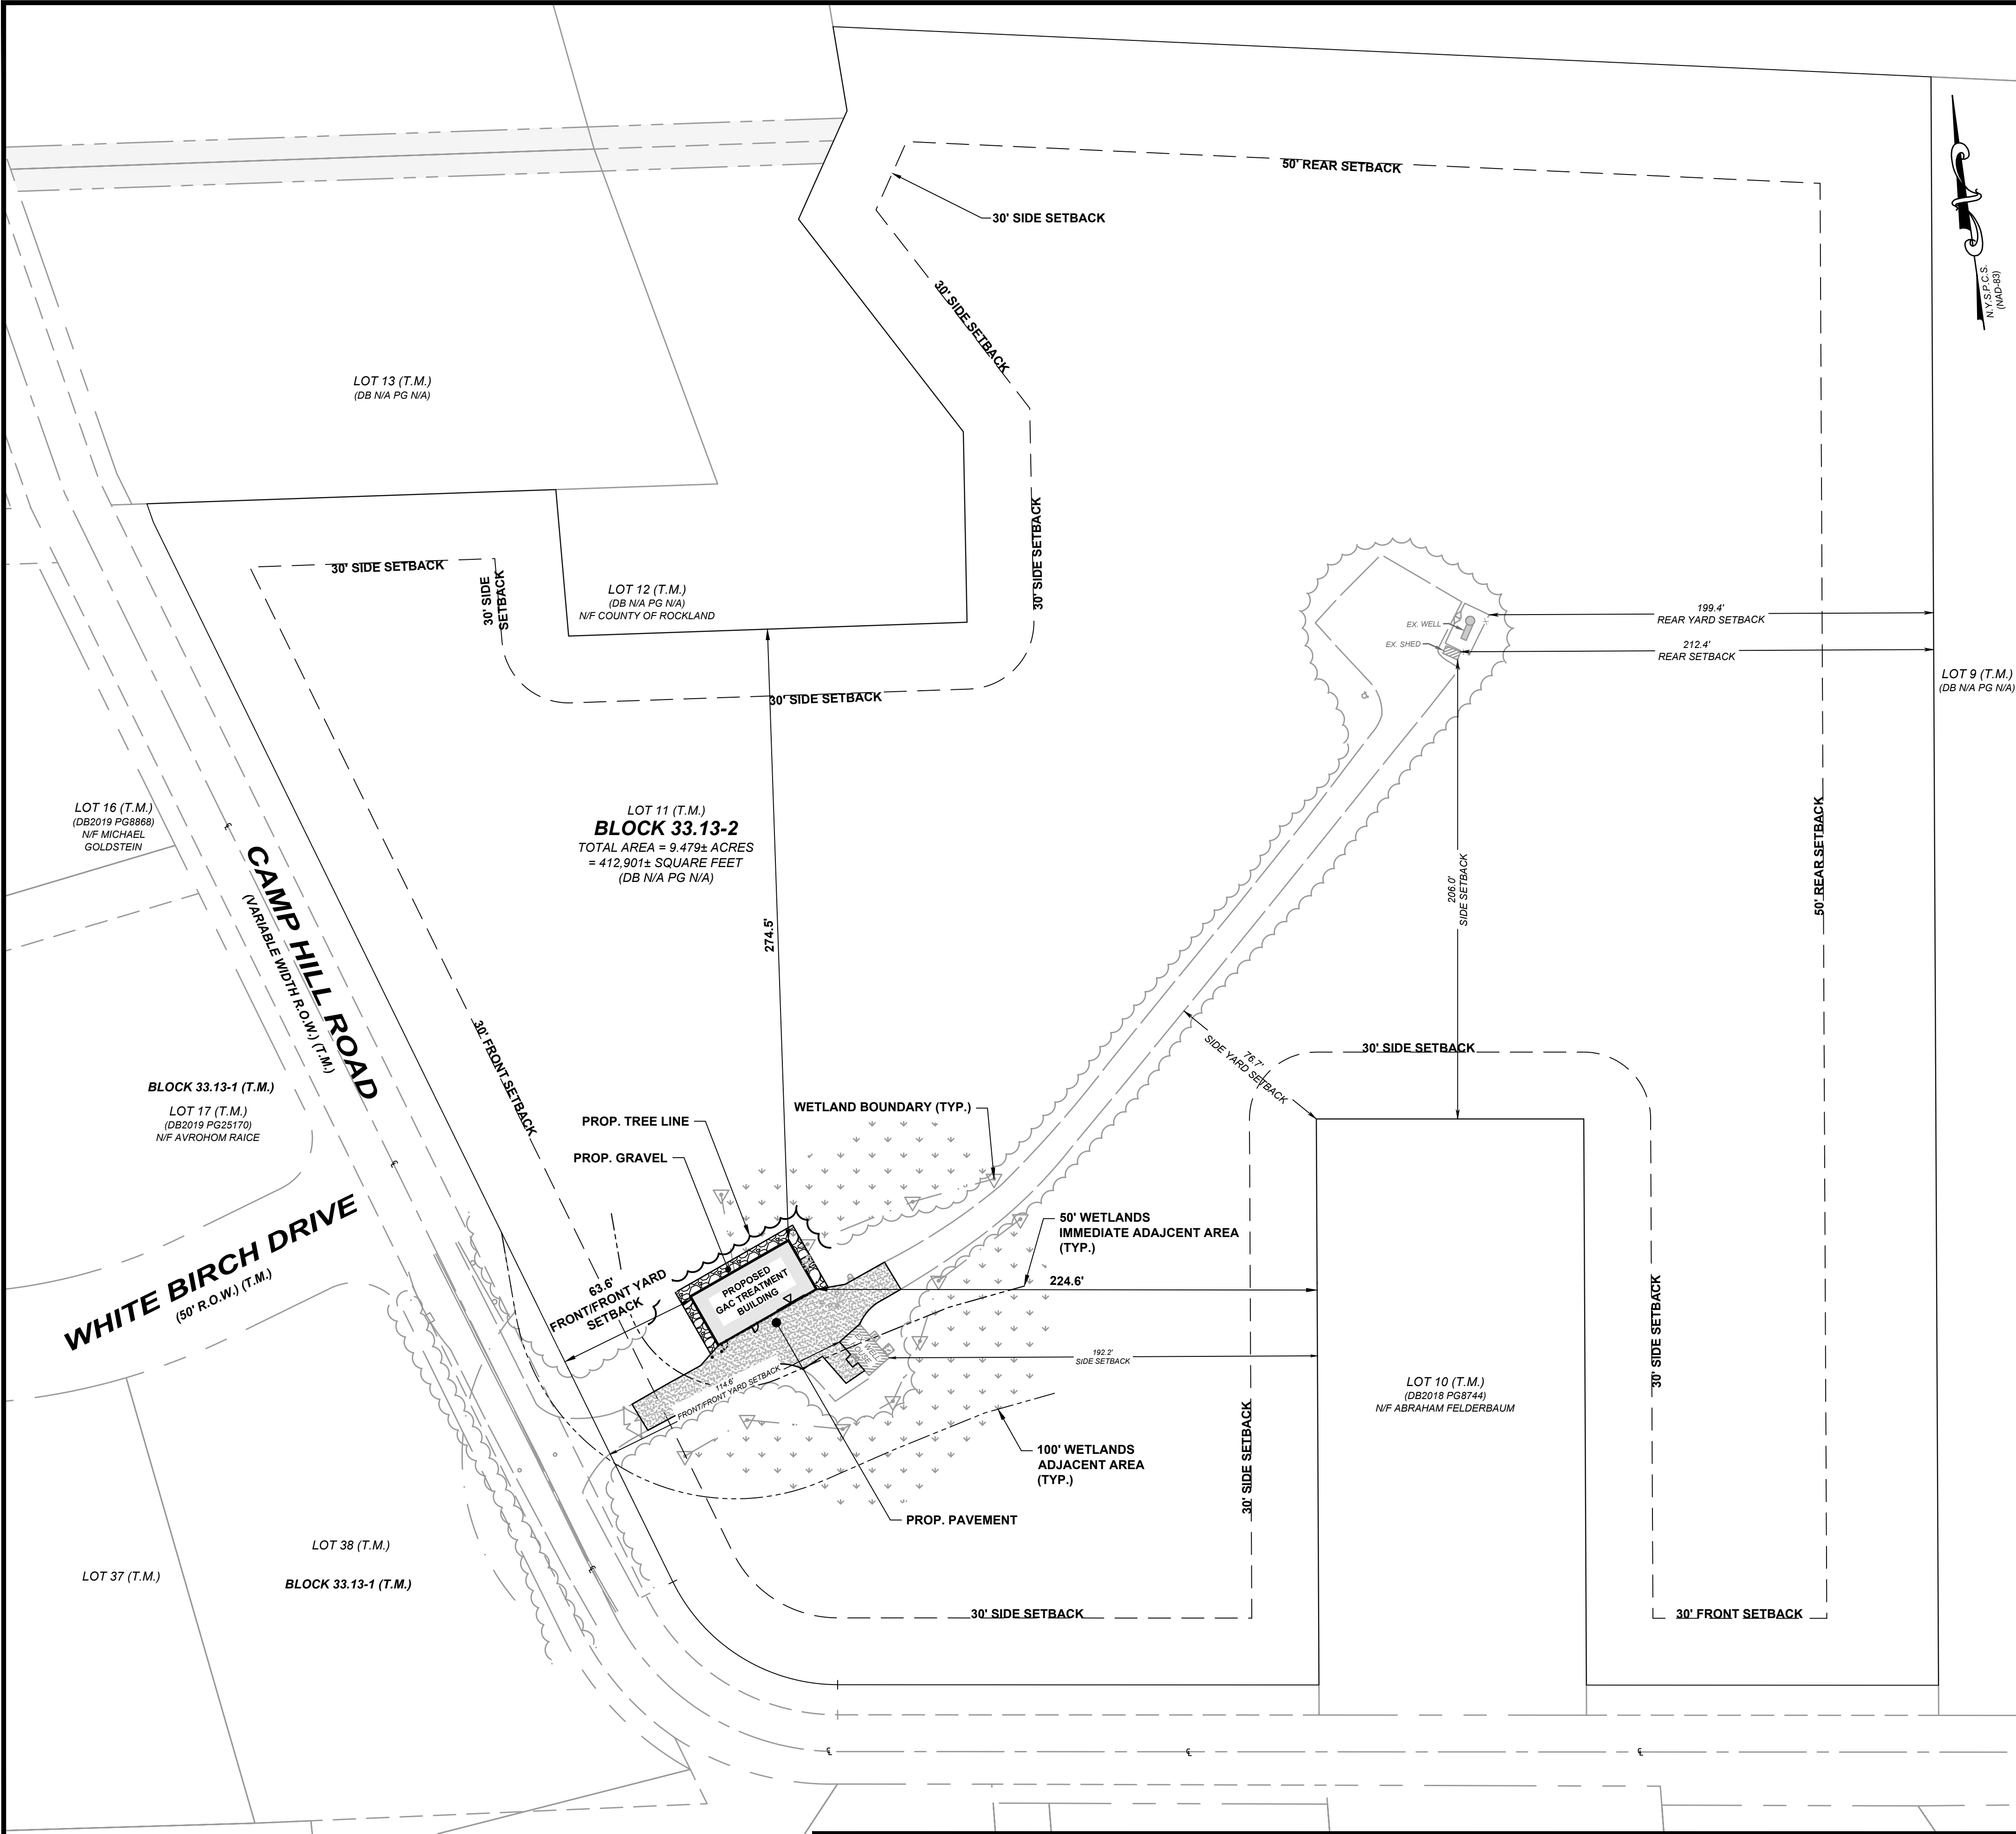 50' REAR SETBACK
30' SIDE SETBACK
30' SIDE SETBACK
N.Y.S.P.C.S.
(NAD-83)
LOT 13 (T.M.)
(DB N/A PG N/A)
30' SIDE SETBACK
30' SIDE
SETBACK
LOT 12 (T.M.)
(DB N/A PG N/A)
N/F COUNTY OF ROCKLAND
30' SIDE SETBACK
30' SIDE SETBACK
EX. WELL
EX. SHED
199.4'
REAR YARD SETBACK
212.4'
REAR SETBACK
LOT 9 (T.M.)
(DB N/A PG N/A)
LOT 16 (T.M.)
(DB2019 PG8868)
N/F MICHAEL
GOLDSTEIN
LOT 11 (T.M.)
BLOCK 33.13-2
TOTAL AREA = 9.479± ACRES
= 412,901± SQUARE FEET
(DB N/A PG N/A)
274.5'
206.0'
SIDE SETBACK
50' REAR SETBACK
CAMP HILL ROAD
(VARIABLE WIDTH R.O.W.) (T.M.)
30' FRONT SETBACK
76.7'
SIDE YARD SETBACK
30' SIDE SETBACK
BLOCK 33.13-1 (T.M.)
LOT 17 (T.M.)
(DB2019 PG25170)
N/F AVROHOM RAICE
WETLAND BOUNDARY (TYP.)
PROP. TREE LINE
PROP. GRAVEL
WHITE BIRCH DRIVE
(50' R.O.W.) (T.M.)
50' WETLANDS
IMMEDIATE ADAJCENT AREA
(TYP.)
63.6'
FRONT/FRONT YARD
SETBACK
PROPOSED
GAC TREATMENT
BUILDING
224.6'
192.2'
SIDE SETBACK
114.6'
FRONT/FRONT YARD SETBACK
30' SIDE SETBACK
30' SIDE SETBACK
LOT 10 (T.M.)
(DB2018 PG8744)
N/F ABRAHAM FELDERBAUM
100' WETLANDS
ADJACENT AREA
(TYP.)
PROP. PAVEMENT
LOT 38 (T.M.)
LOT 37 (T.M.)
BLOCK 33.13-1 (T.M.)
30' SIDE SETBACK
30' FRONT SETBACK